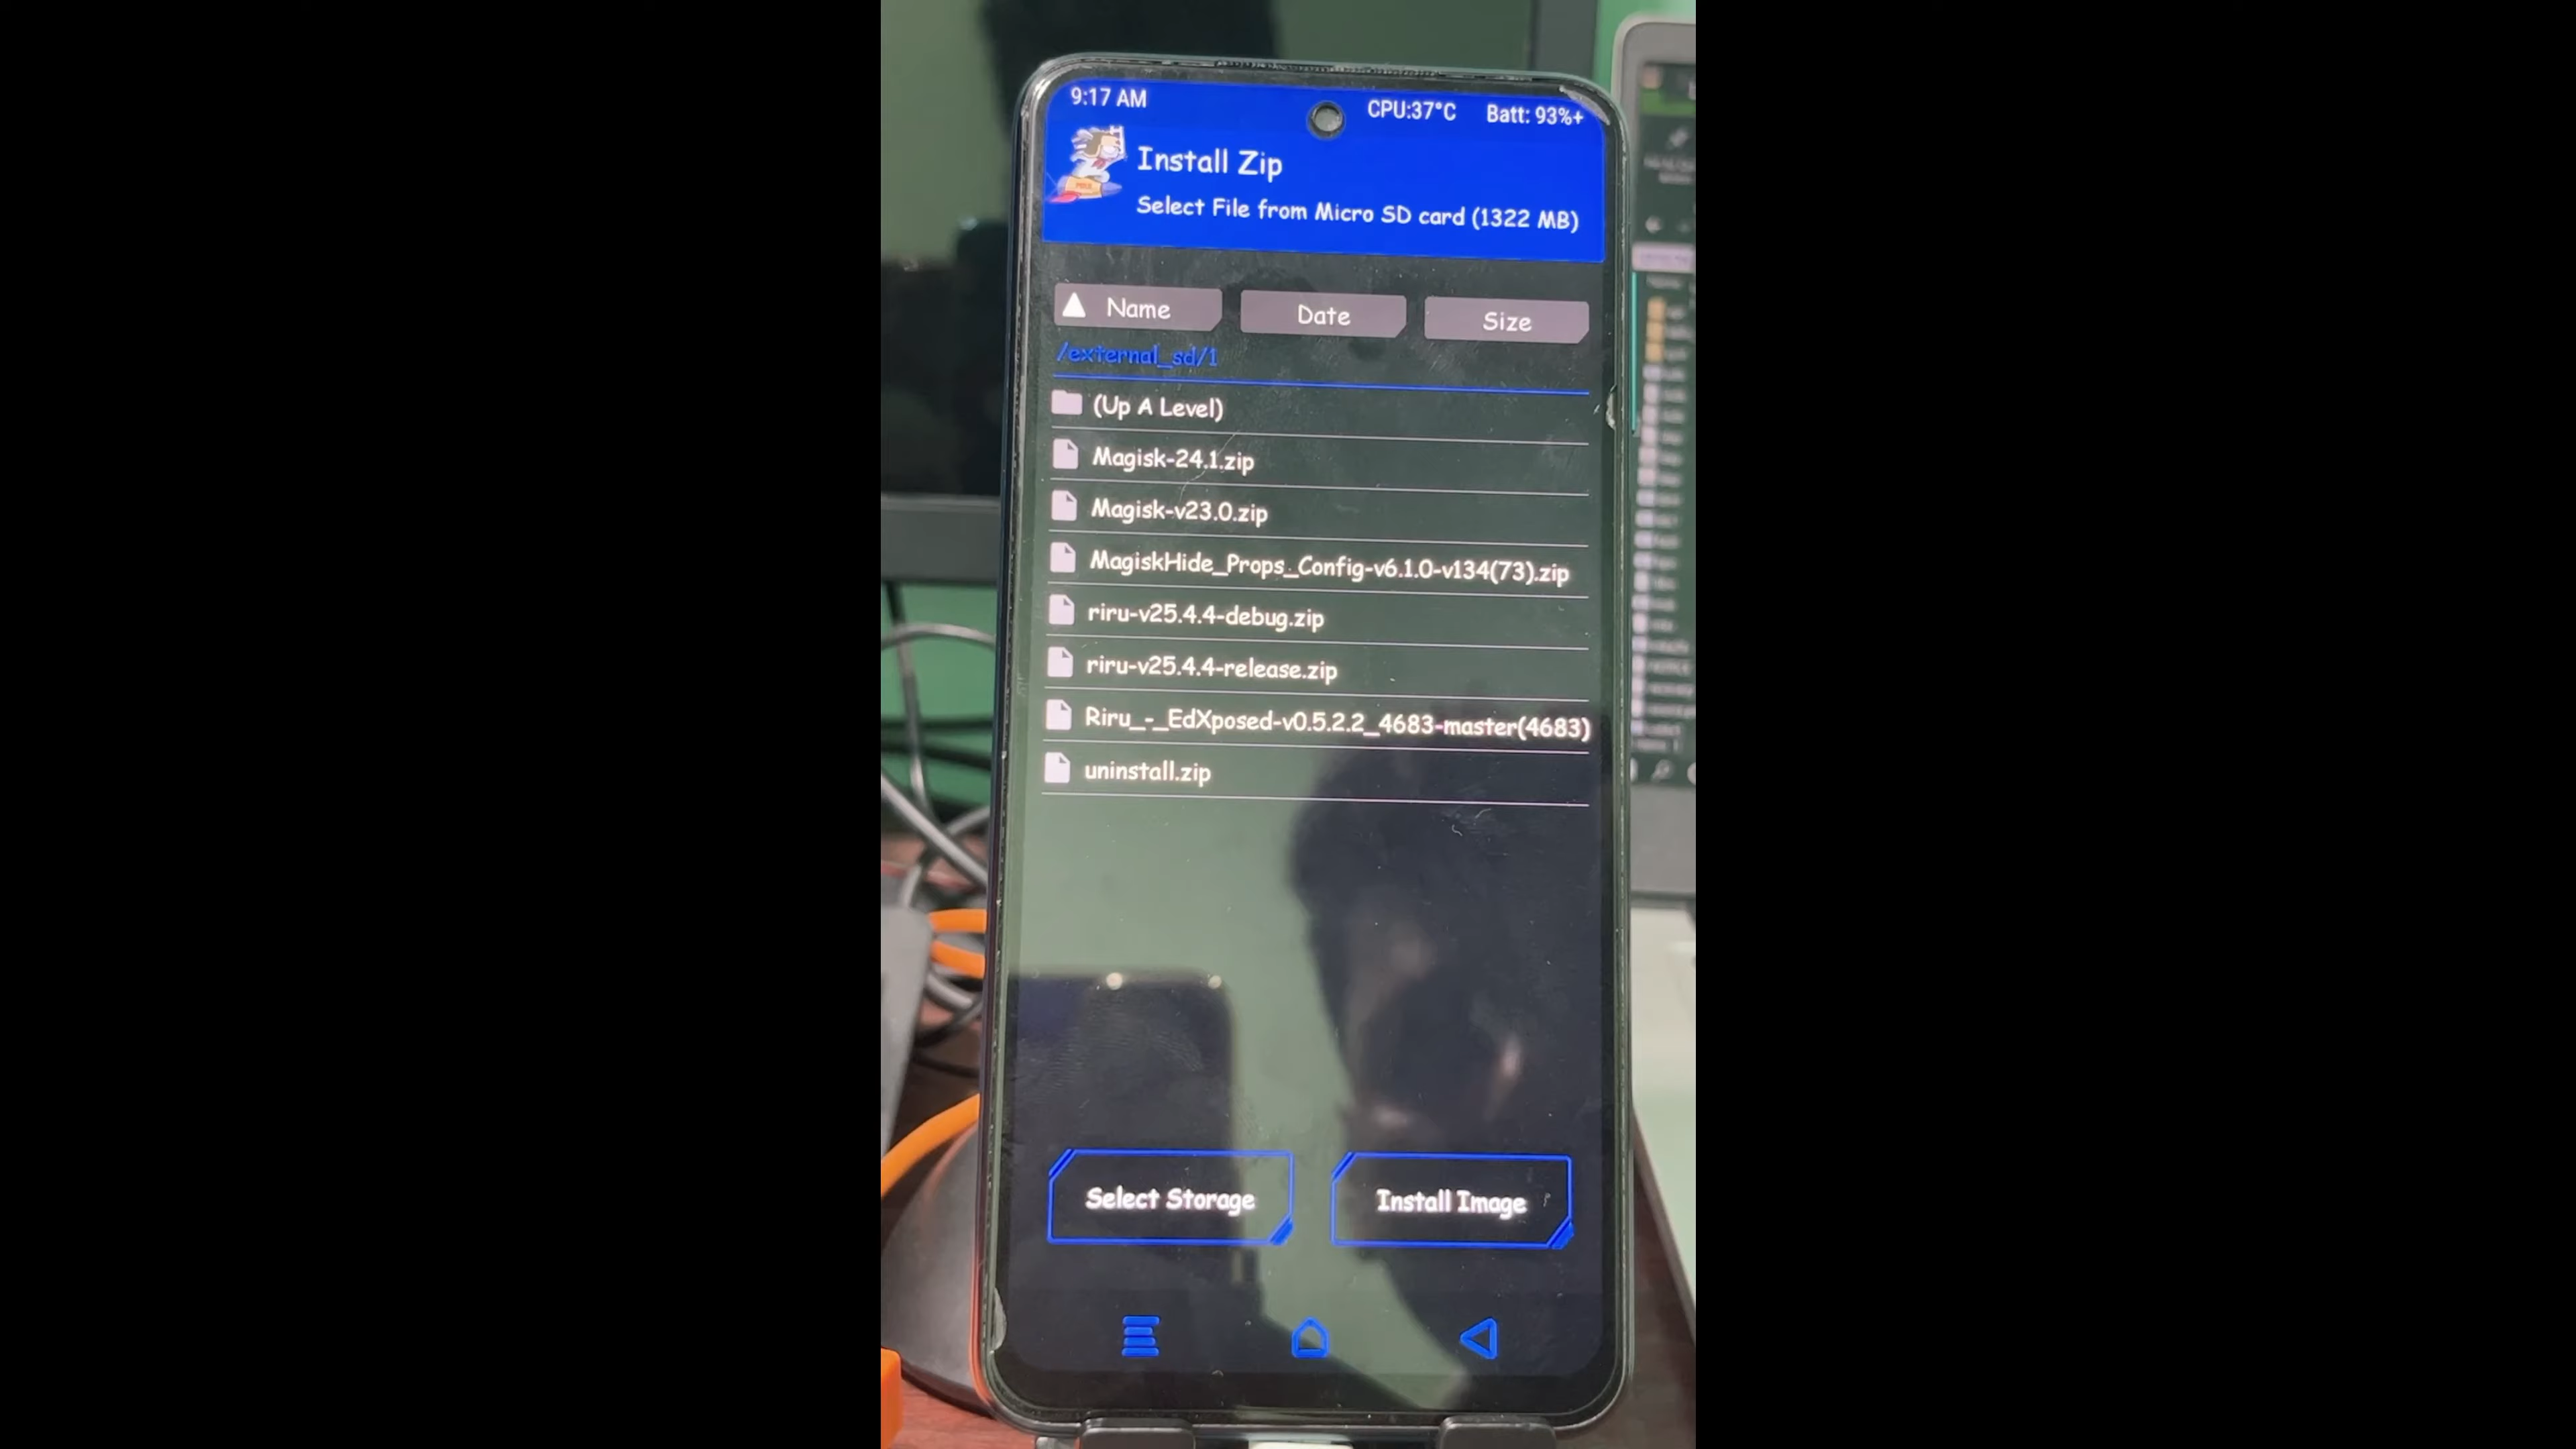 9:17 AM
CPU:37°C
Batt: 93%+
Install Zip
Select File from Micro SD card (1322 MB)
Name
Date
Size
/external_sd/1
(Up A Level)
Magisk-24.1.zip
Magisk-v23.0.zip
MagiskHide_Props_Config-v6.1.0-v134(73).zip
riru-v25.4.4-debug.zip
riru-v25.4.4-release.zip
Riru_-_EdXposed-v0.5.2.2_4683-master(4683)
uninstall.zip
Select Storage
Install Image